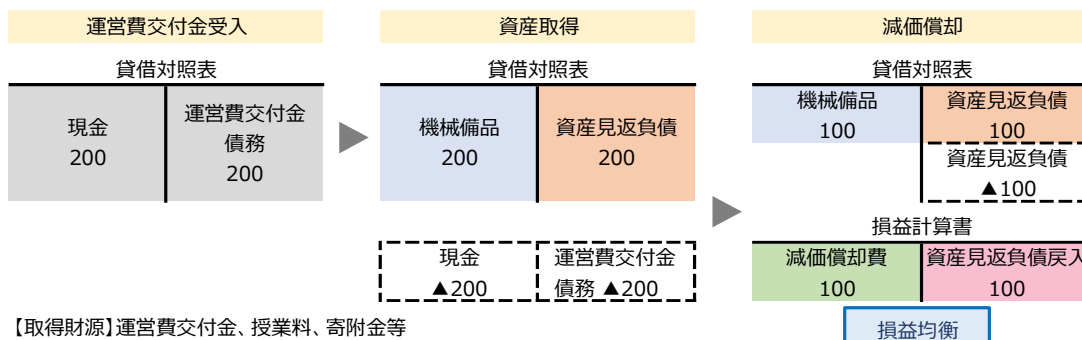 運営費交付金受入
貸借対照表
現金
200
運営費交付金
債務
200
資産取得
貸借対照表
機械備品
200
資産見返負債
200
現金
▲200
運営費交付金
債務 ▲200
減価償却
貸借対照表
機械備品
100
資産見返負債
100
資産見返負債
▲100
損益計算書
減価償却費
100
資産見返負債戻入
100
損益均衡
【取得財源】運営費交付金、授業料、寄附金等